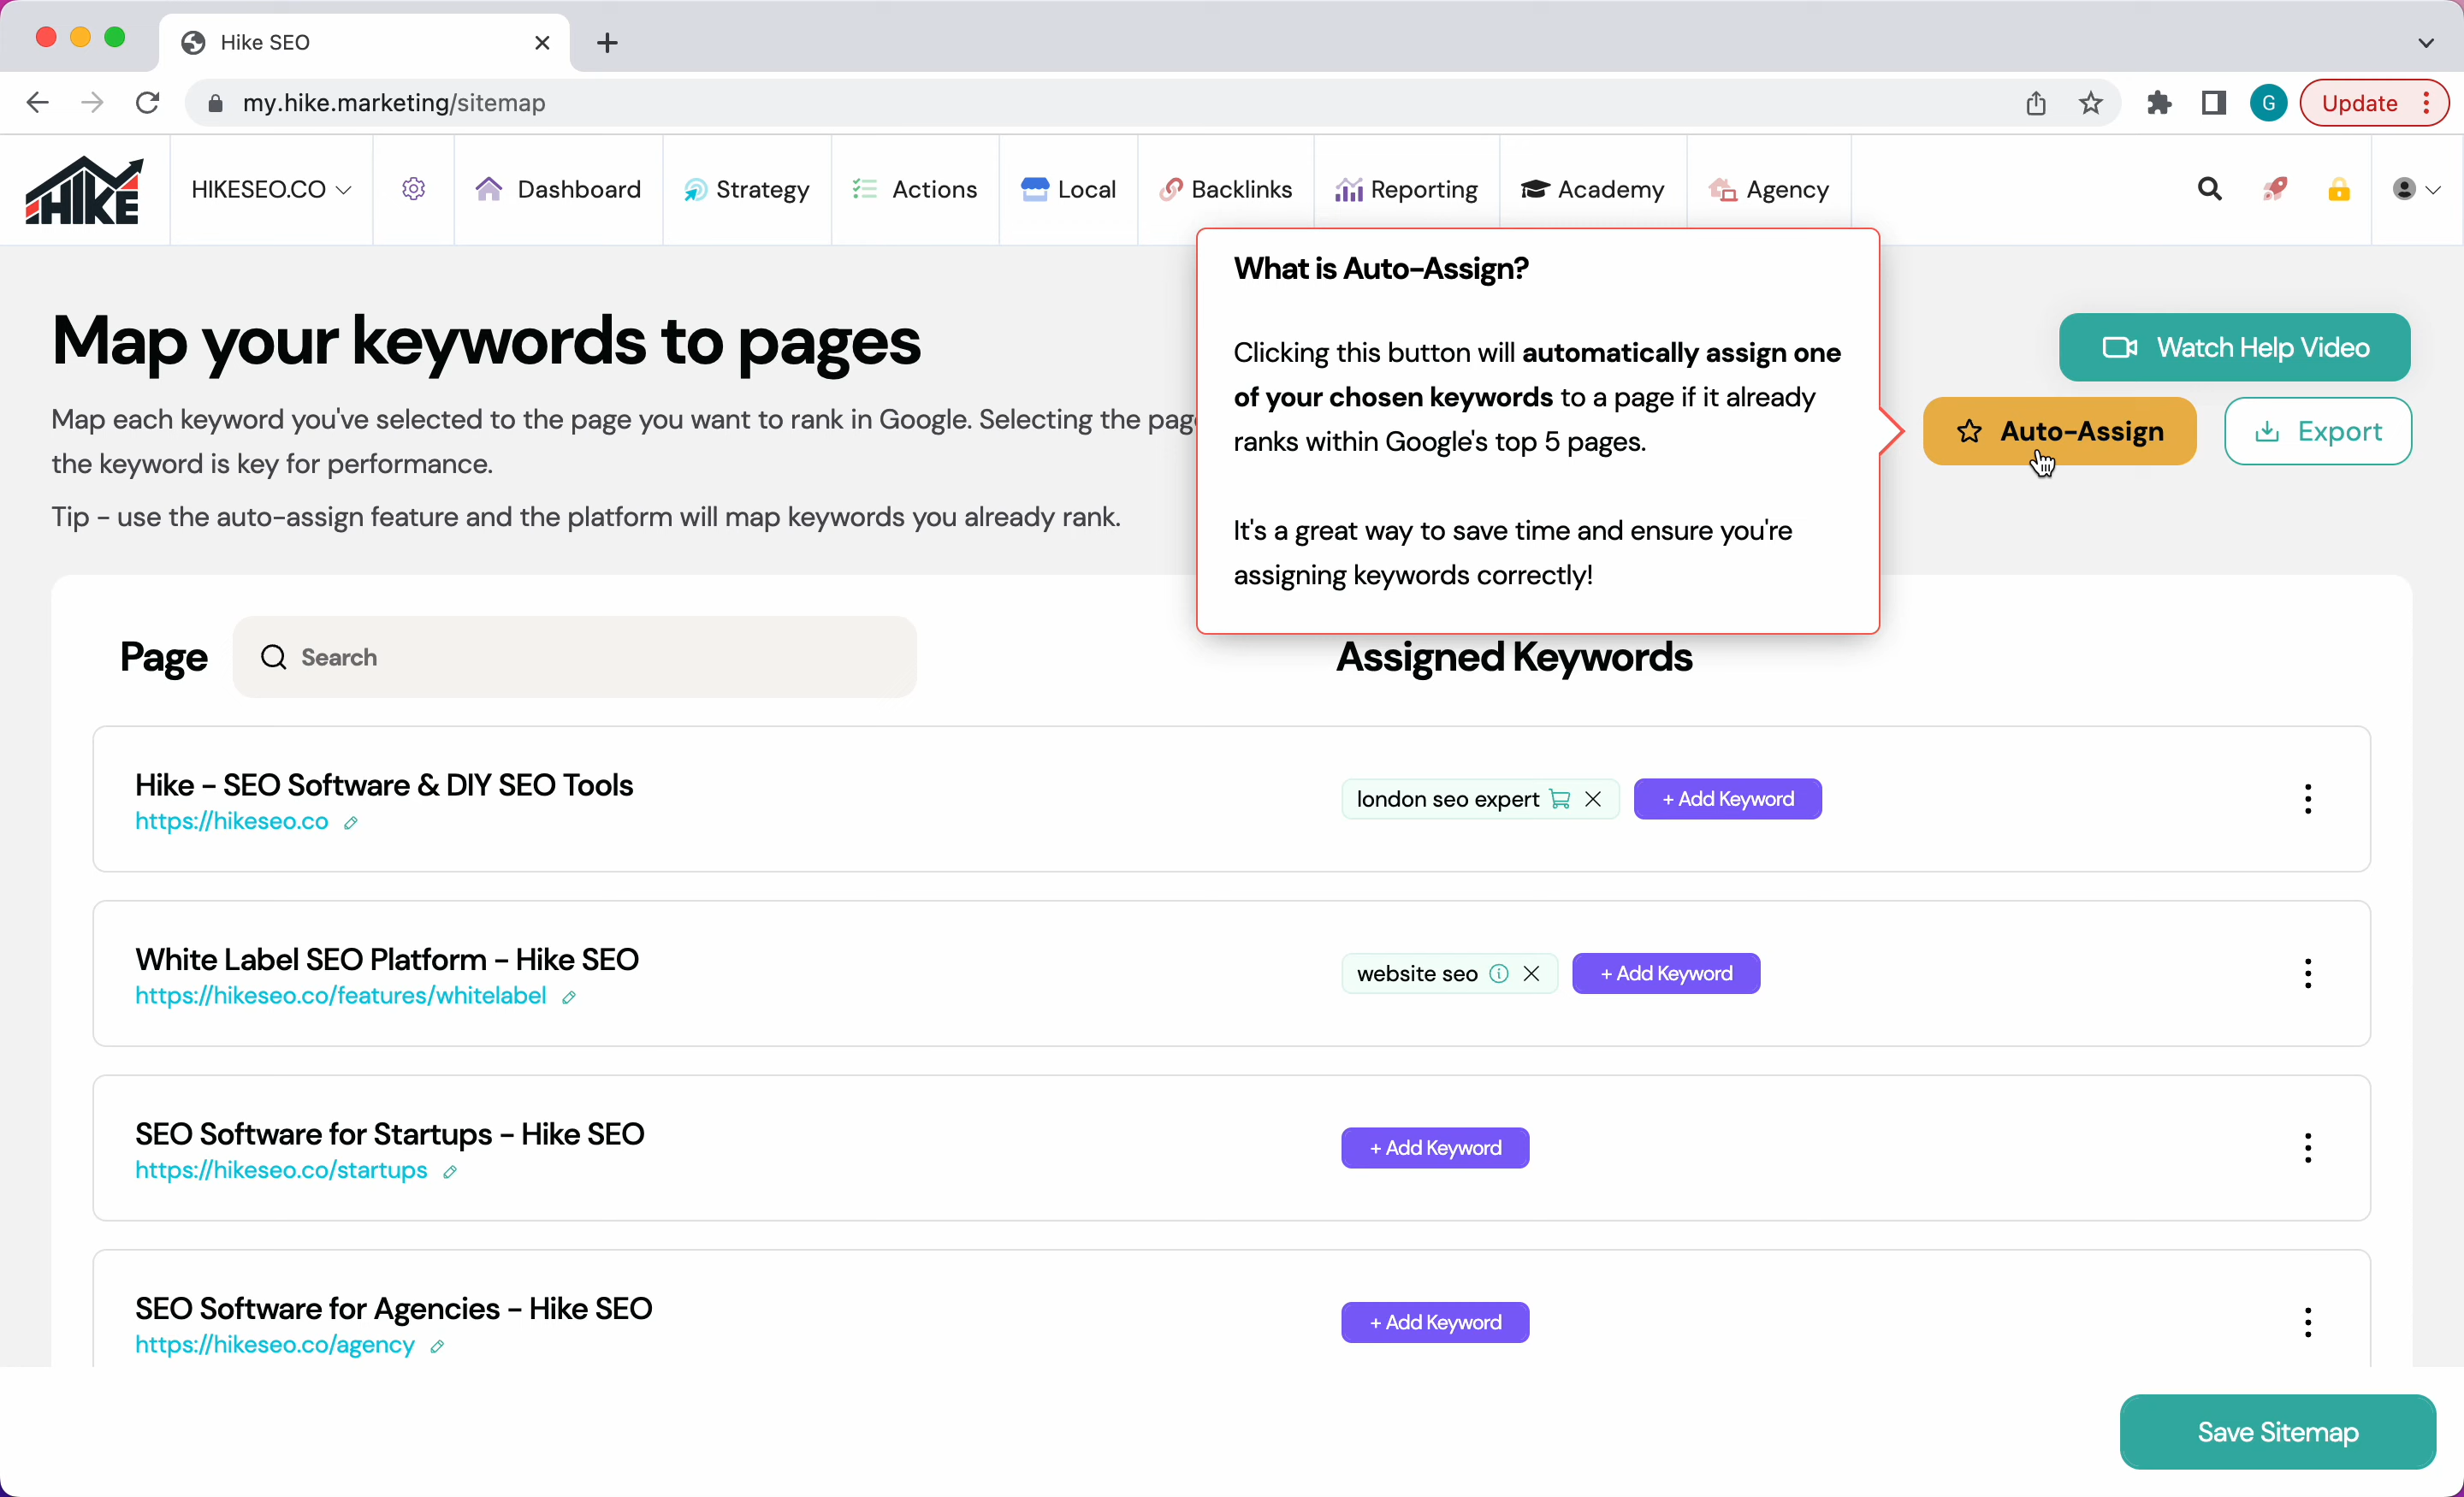 Hike SEO
my.hike.marketing/sitemap
G
Update
HIKE
HIKESEO.CO
Dashboard
Strategy
Actions
Local
Backlinks
Reporting
Academy
Agency
What is Auto-Assign?
Clicking this button will automatically assign one
of your chosen keywords to a page if it already
ranks within Google's top 5 pages.
It's a great way to save time and ensure you're
assigning keywords correctly!
Map your keywords to pages
Map each keyword you've selected to the page you want to rank in Google. Selecting the
the keyword is key for performance.
Tip - use the auto-assign feature and the platform will map keywords you already rank.
Watch Help Video
Auto-Assign
Export
Page
Search
Assigned Keywords
Hike - SEO Software & DIY SEO Tools
https://hikeseo.co
london seo expert
+ Add Keyword
White Label SEO Platform - Hike SEO
https://hikeseo.co/features/whitelabel
website seo
+ Add Keyword
SEO Software for Startups - Hike SEO
https://hikeseo.co/startups
+ Add Keyword
SEO Software for Agencies - Hike SEO
https://hikeseo.co/agency
+ Add Keyword
Save Sitemap